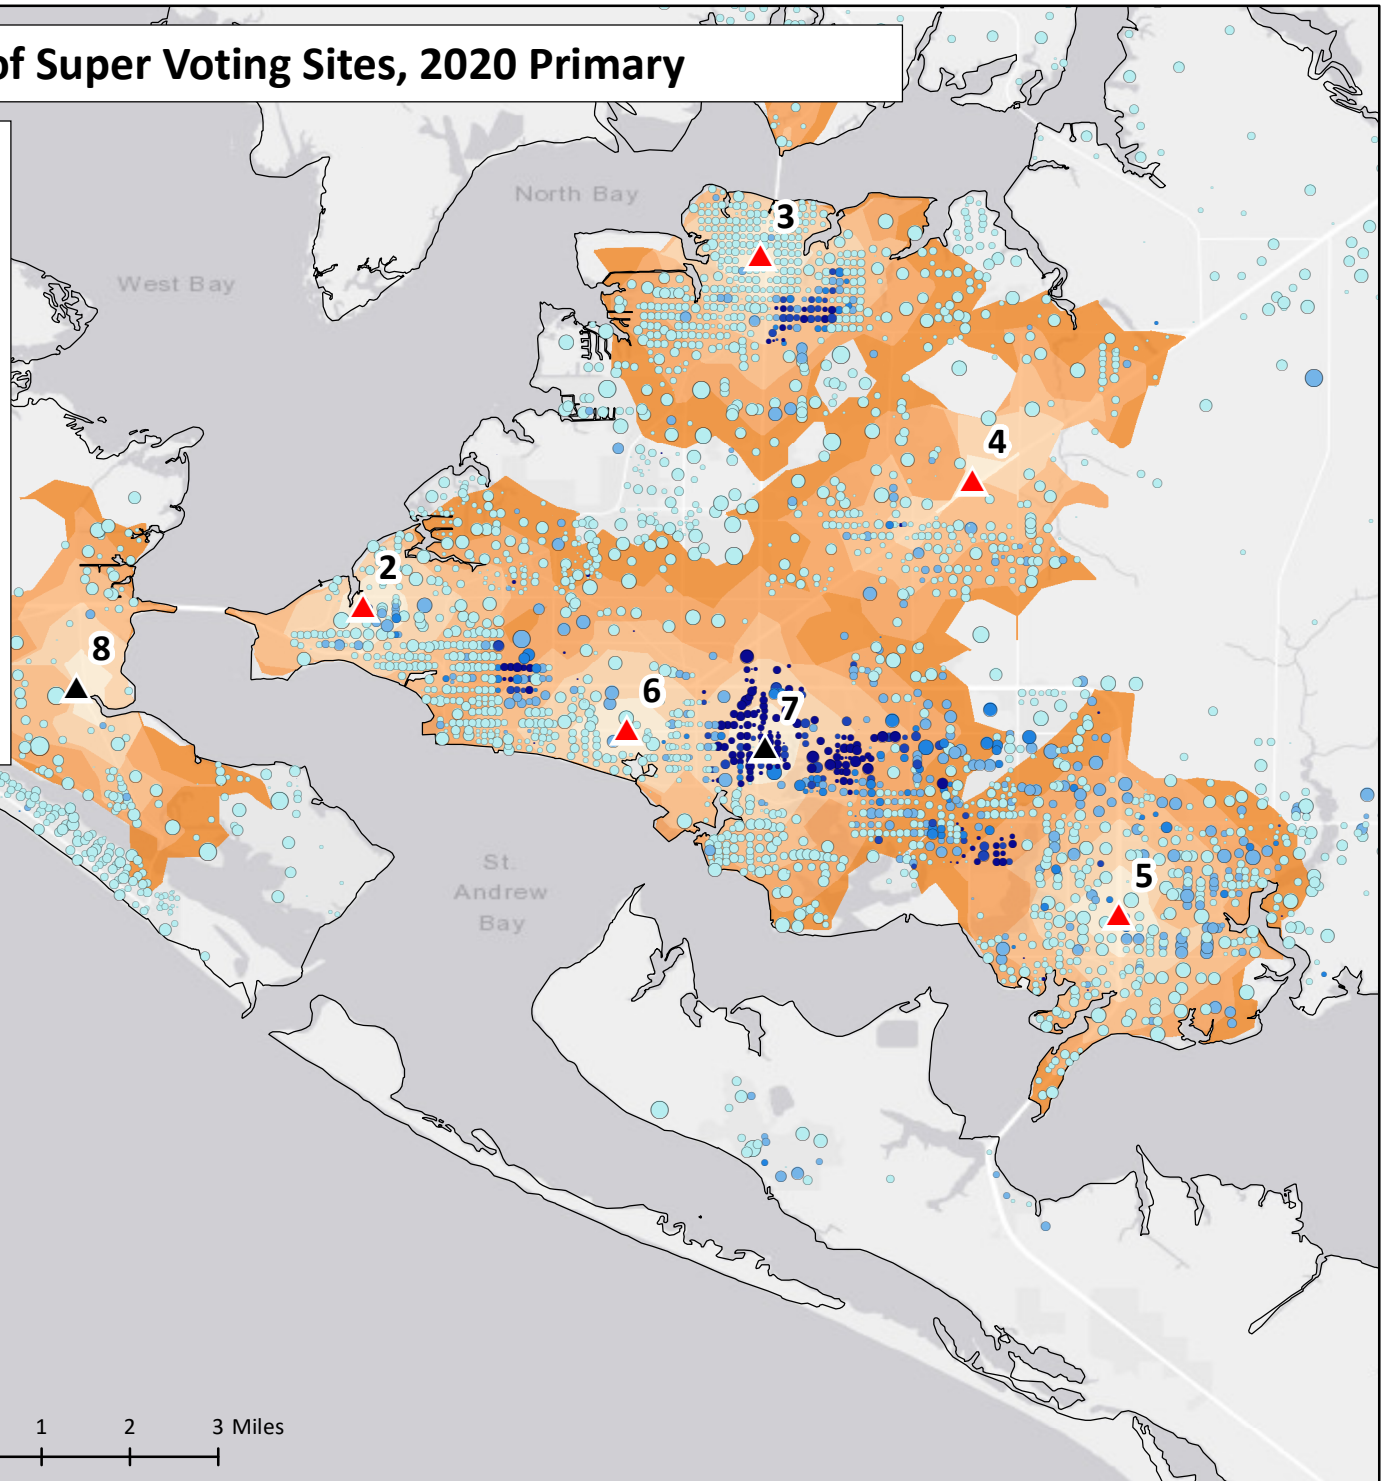 of Super Voting Sites, 2020 Primary
North Bay
3
West Bay
4
2
8
6
7
St.
Andrew
Bay
5
1 2 3 Miles